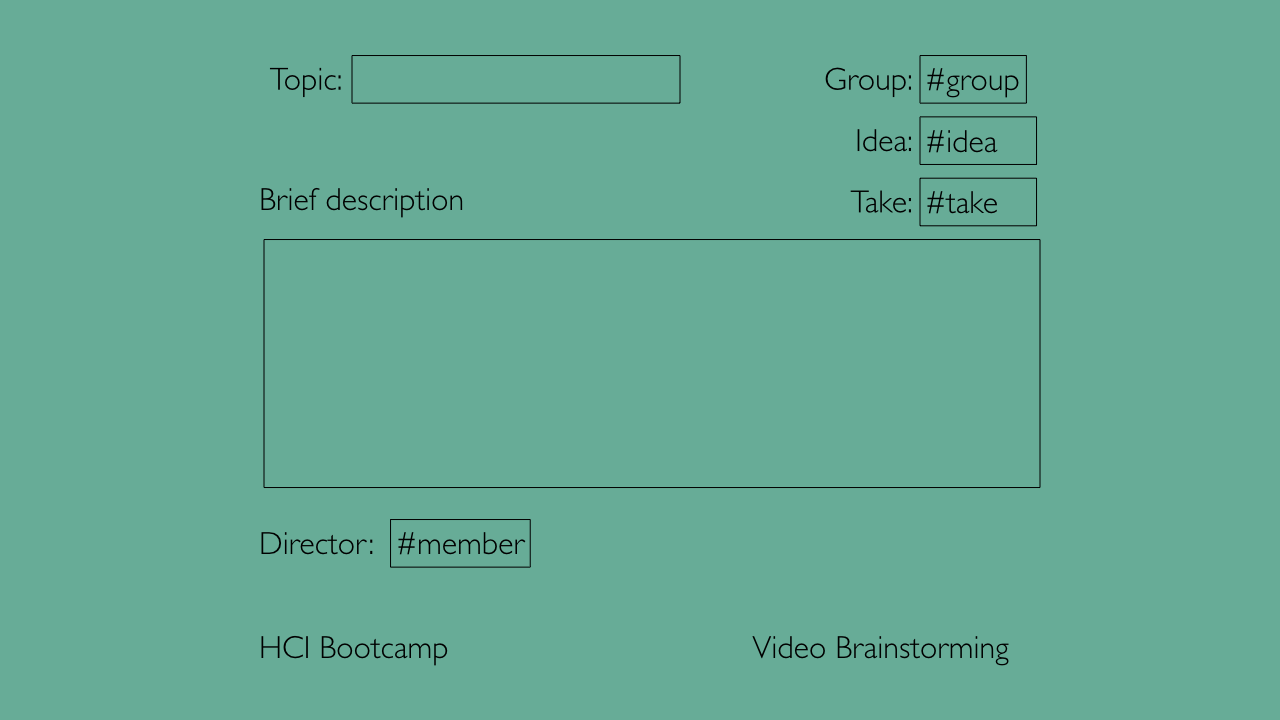 Topic:
Group: #group
Idea: #idea
Take: #take
Brief description
Director: #member
HCI Bootcamp
Video Brainstorming